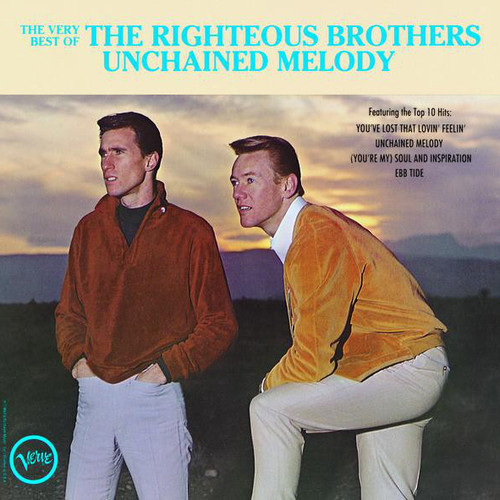 THE VERY
BEST OF
THE RIGHTEOUS BROTHERS
UNCHAINED MELODY
Featuring the Top 10 Hits:
YOU'VE LOST THAT LOVIN' FEELIN'
UNCHAINED MELODY
(YOU'RE MY) SOUL AND INSPIRATION
EBB TIDE
Verve